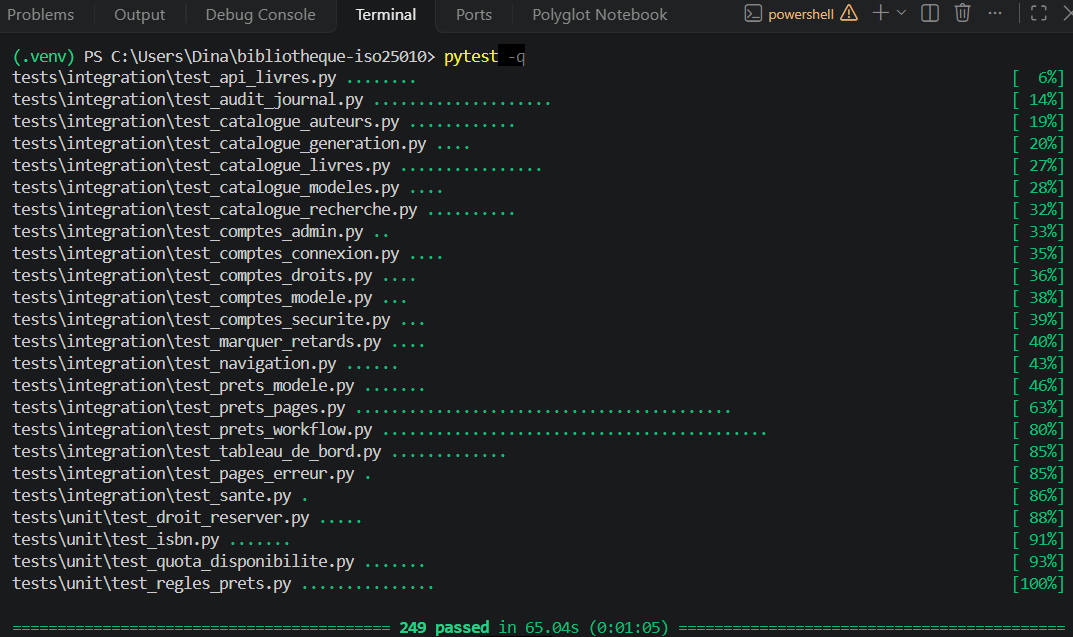 Problems Output Debug Console Terminal Ports Polyglot Notebook powershell
(.venv) PS C:\Users\Dina\bibliotheque-iso25010> pytest -q
tests\integration\test_api_livres.py ........ [  6%]
tests\integration\test_audit_journal.py .................... [ 14%]
tests\integration\test_catalogue_auteurs.py ............ [ 19%]
tests\integration\test_catalogue_generation.py .... [ 20%]
tests\integration\test_catalogue_livres.py ................ [ 27%]
tests\integration\test_catalogue_modeles.py .... [ 28%]
tests\integration\test_catalogue_recherche.py .......... [ 32%]
tests\integration\test_comptes_admin.py .. [ 33%]
tests\integration\test_comptes_connexion.py .... [ 35%]
tests\integration\test_comptes_droits.py .... [ 36%]
tests\integration\test_comptes_modele.py ... [ 38%]
tests\integration\test_comptes_securite.py ... [ 39%]
tests\integration\test_marquer_retards.py .... [ 40%]
tests\integration\test_navigation.py ...... [ 43%]
tests\integration\test_prets_modele.py ....... [ 46%]
tests\integration\test_prets_pages.py .......................................... [ 63%]
tests\integration\test_prets_workflow.py ........................................... [ 80%]
tests\integration\test_tableau_de_bord.py ............. [ 85%]
tests\integration\test_pages_erreur.py . [ 85%]
tests\integration\test_sante.py . [ 86%]
tests\unit\test_droit_reserver.py ..... [ 88%]
tests\unit\test_isbn.py ....... [ 91%]
tests\unit\test_quota_disponibilite.py ....... [ 93%]
tests\unit\test_regles_prets.py ............... [100%]
========================================== 249 passed in 65.04s (0:01:05) ===========================================